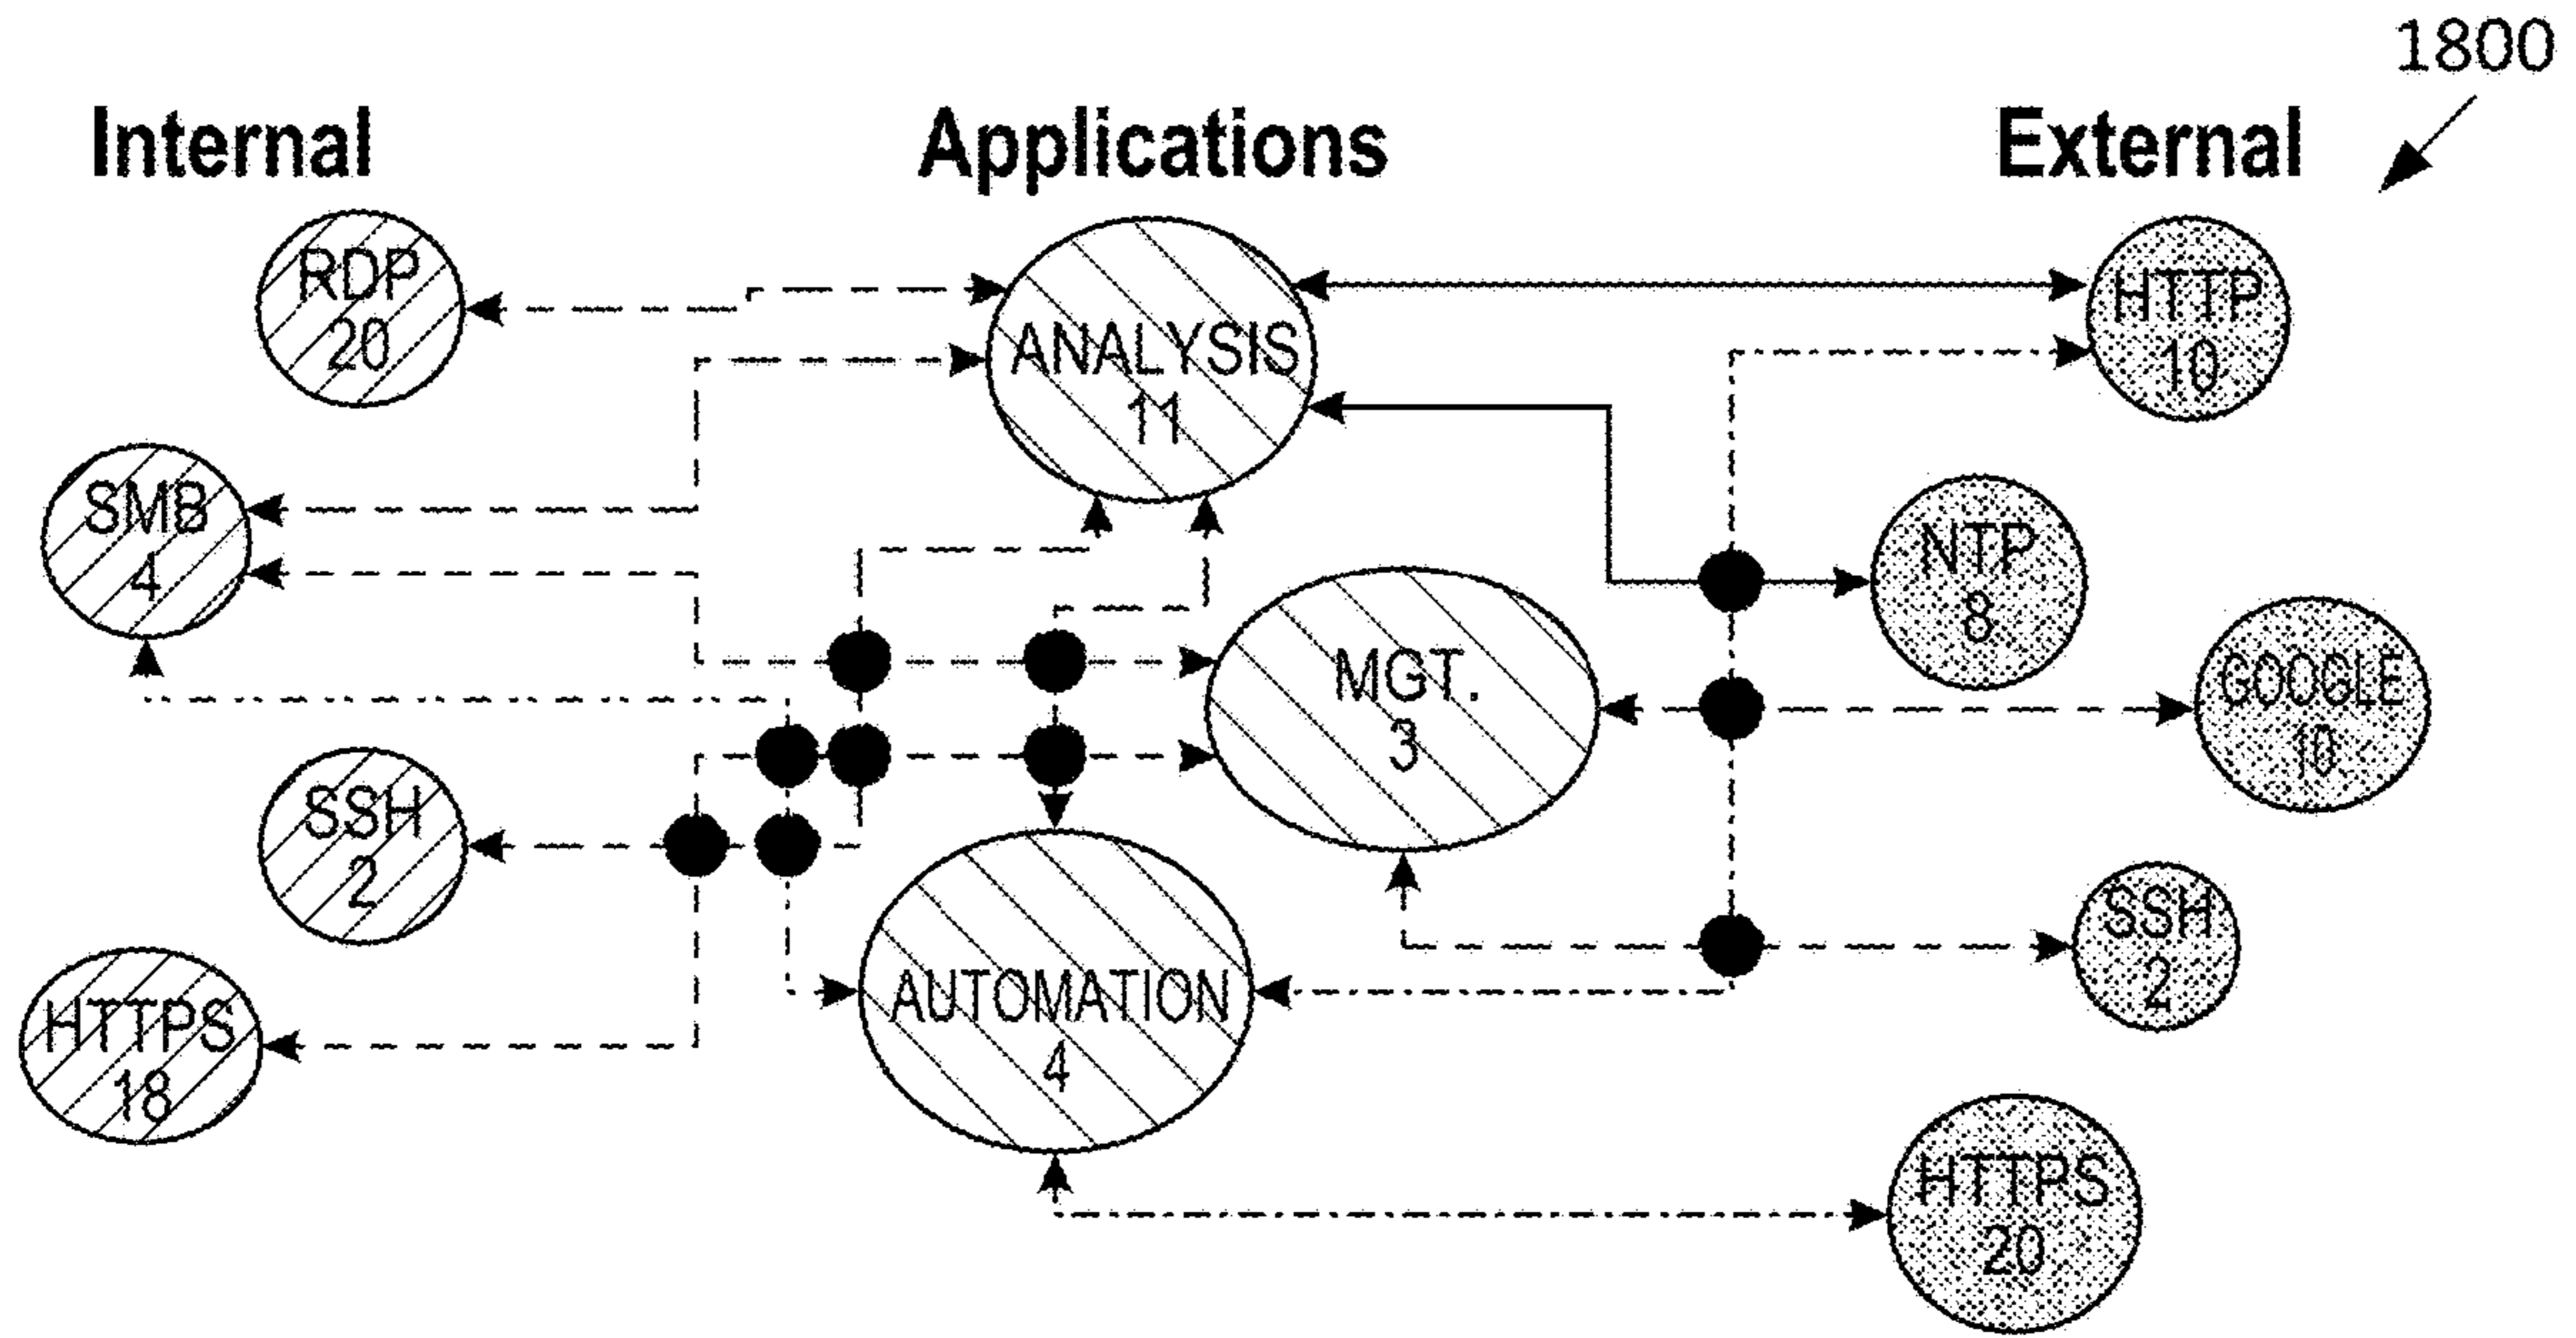 1800
Internal
Applications
External
RDP
20
SMB
4
SSH
2
HTTPS
18
ANALYSIS
11
MGT.
3
AUTOMATION
4
HTTP
10
NTP
8
GOOGLE
10
SSH
2
HTTPS
20